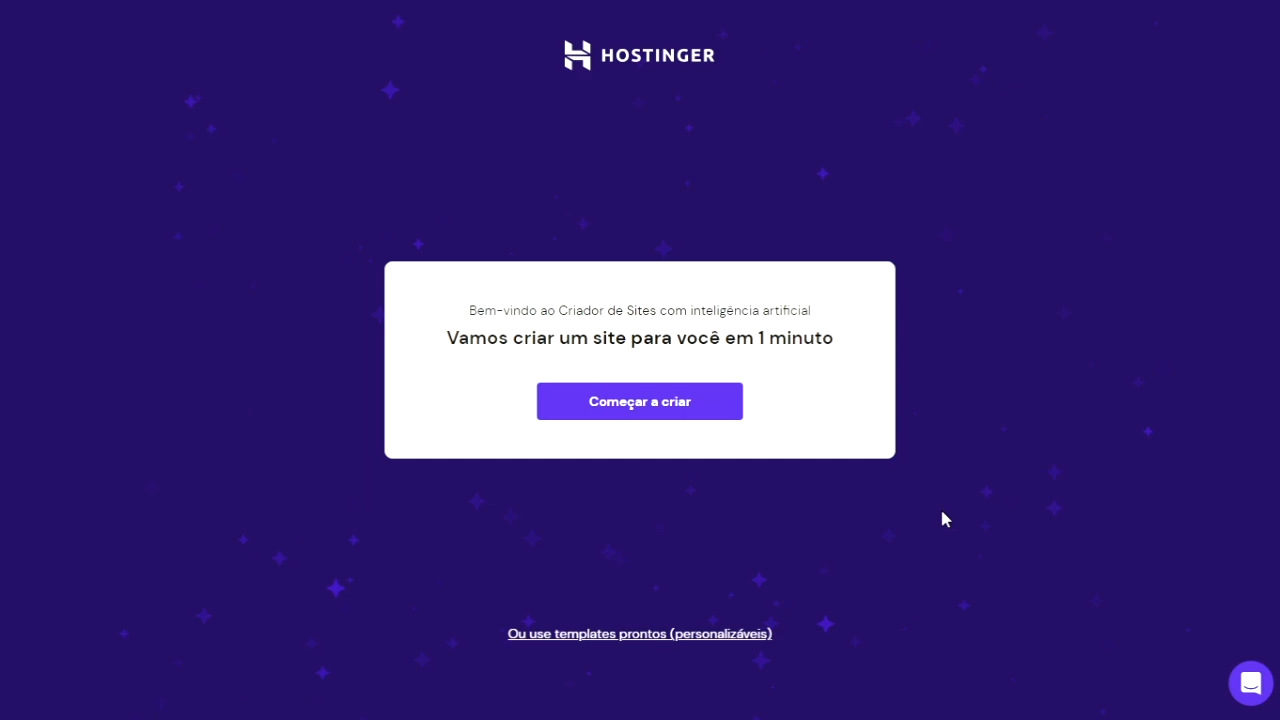 HOSTINGER
Bem-vindo ao Criador de Sites com inteligência artificial
Vamos criar um site para você em 1 minuto
Começar a criar
Ou use templates prontos (personalizáveis)